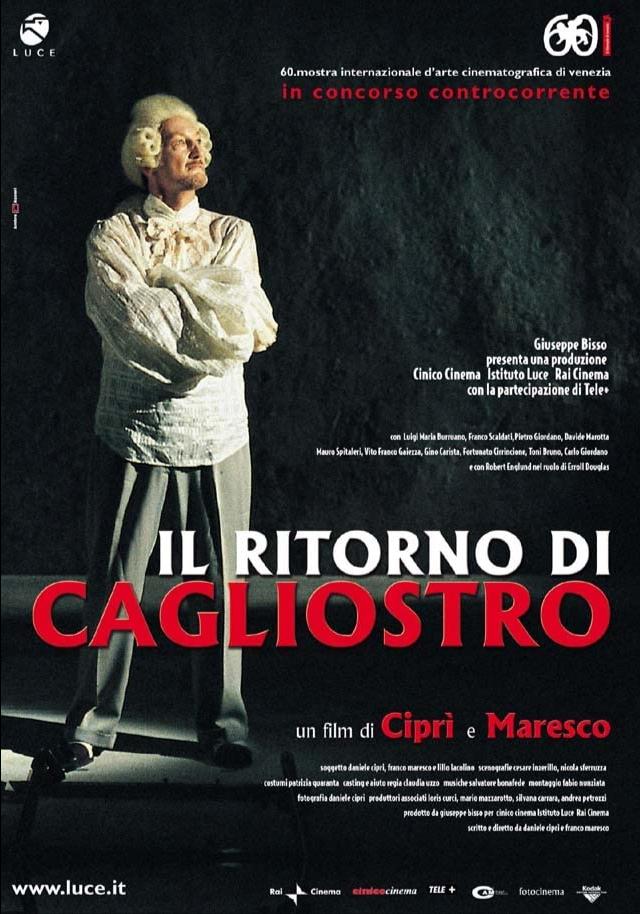 LUCE
60
60.mostra internazionale d'arte cinematografica di venezia
in concorso controcorrente
Giuseppe Bisso
presenta una produzione
Cinico Cinema Istituto Luce Rai Cinema
con la partecipazione di Tele+
con Luigi Maria Burruano, Franco Scaldati, Pietro Giordano, Davide Marotta
Mauro Spitaleri, Vito Franco Gaiezza, Gino Carista, Fortunato Cirrincione, Toni Bruno, Carlo Giordano
e con Robert Englund nel ruolo di Erroll Douglas
IL RITORNO DI
CAGLIOSTRO
un film di Ciprì e Maresco
soggetto daniele ciprì, franco maresco e lillo iacolino scenografie cesare inzerillo, nicola sferruzza
costumi patrizia quaranta casting e aiuto regia claudia uzzo musiche salvatore bonafede montaggio fabio nunziata
fotografia daniele ciprì produttori associati loris curci, mario mazzarotto, silvana carrara, andrea petrozzi
prodotto da giuseppe bisso per cinico cinema Istituto Luce Rai Cinema
scritto e diretto da daniele ciprì e franco maresco
www.luce.it
Rai Cinema cinicocinema TELE + fotocinema Kodak